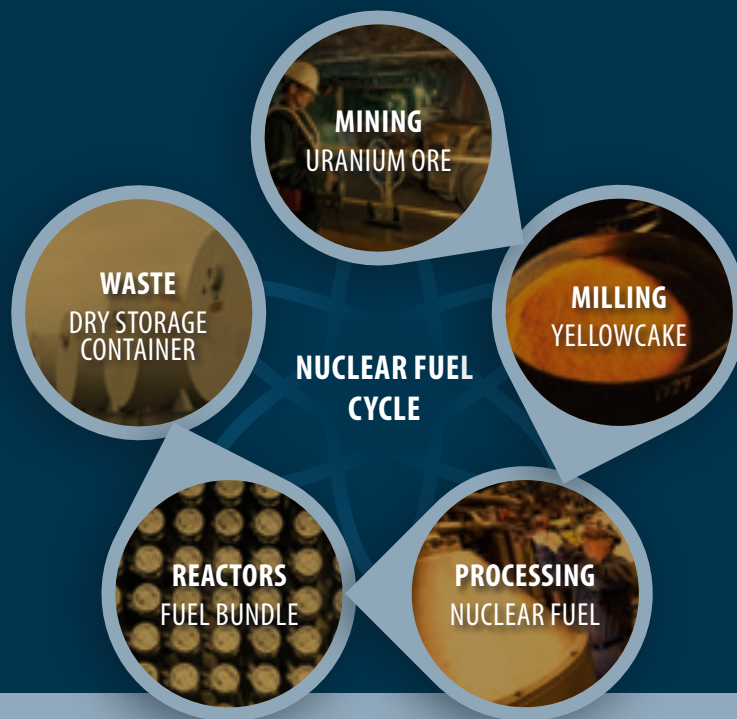 MINING
URANIUM ORE
MILLING
YELLOWCAKE
PROCESSING
NUCLEAR FUEL
REACTORS
FUEL BUNDLE
WASTE
DRY STORAGE
CONTAINER
NUCLEAR FUEL
CYCLE